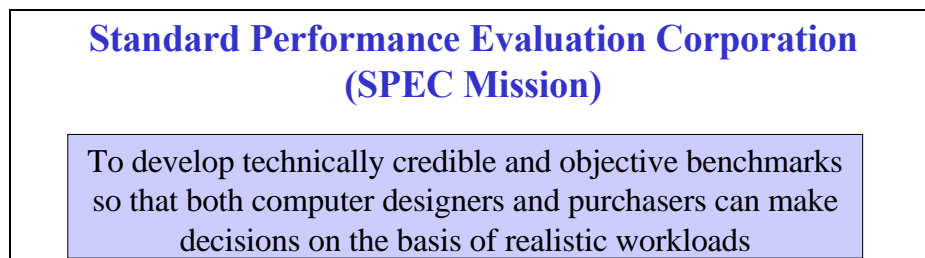 Standard Performance Evaluation Corporation
(SPEC Mission)
To develop technically credible and objective benchmarks
so that both computer designers and purchasers can make
decisions on the basis of realistic workloads